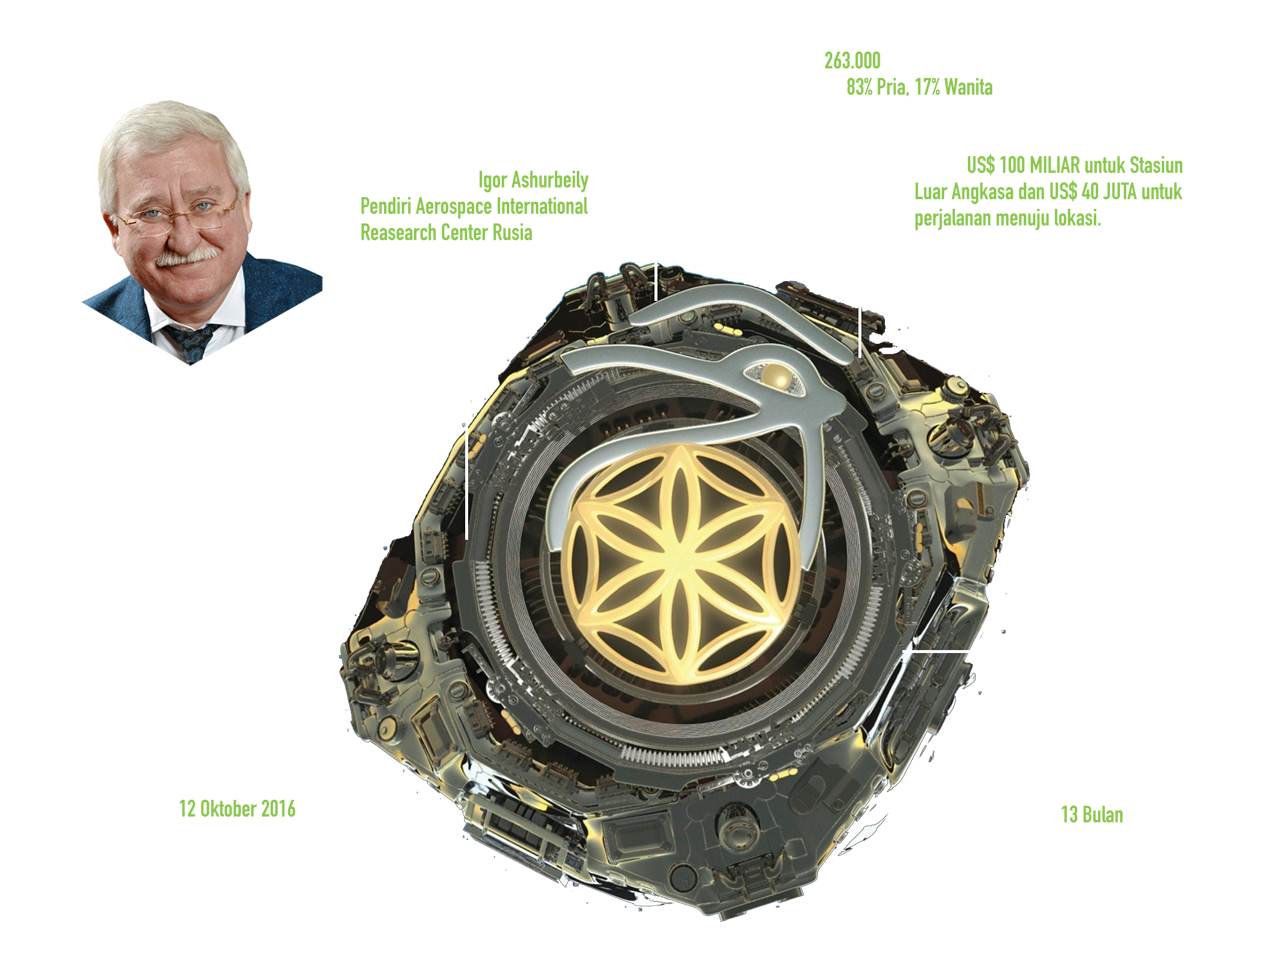 263.000
83% Pria, 17% Wanita
Igor Ashurbeily
Pendiri Aerospace International
Reasearch Center Rusia
US$ 100 MILIAR untuk Stasiun
Luar Angkasa dan US$ 40 JUTA untuk
perjalanan menuju lokasi.
12 Oktober 2016
13 Bulan